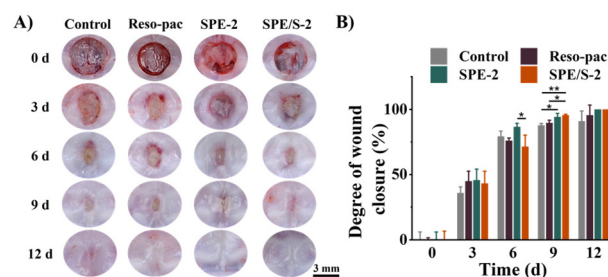 A)
Control Reso-pac SPE-2 SPE/S-2
0 d
3 d
6 d
9 d
12 d
3 mm
B)
Control Reso-pac
SPE-2 SPE/S-2
Degree of wound
closure (%)
100
50
0
*
**
*
*
0 3 6 9 12
Time (d)